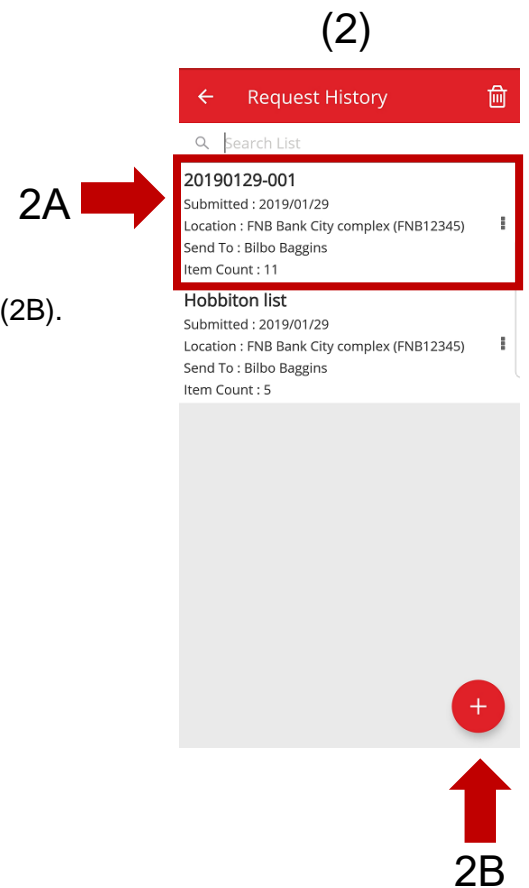 (2)
Request History
Search List
2A
20190129-001
Submitted : 2019/01/29
Location : FNB Bank City complex (FNB12345)
Send To : Bilbo Baggins
Item Count : 11
(2B).
Hobbiton list
Submitted : 2019/01/29
Location : FNB Bank City complex (FNB12345)
Send To : Bilbo Baggins
Item Count : 5
+
2B